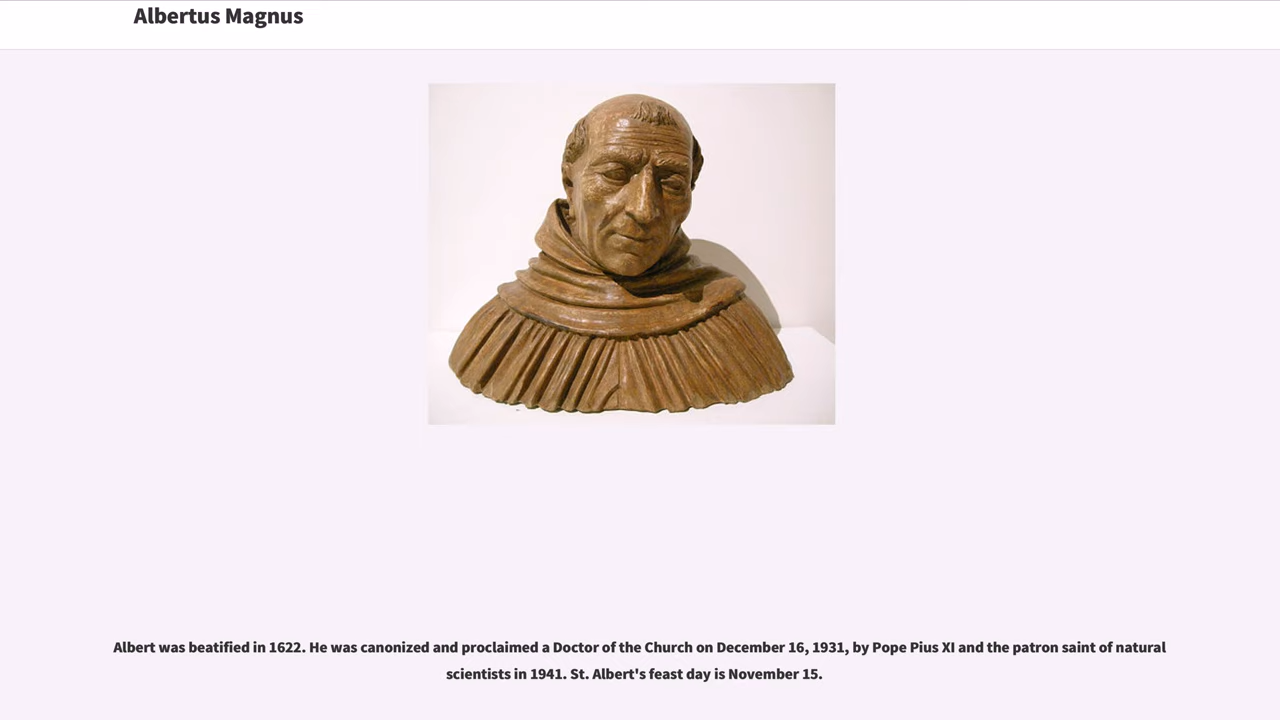 Albertus Magnus
Albert was beatified in 1622. He was canonized and proclaimed a Doctor of the Church on December 16, 1931, by Pope Pius XI and the patron saint of natural
scientists in 1941. St. Albert's feast day is November 15.